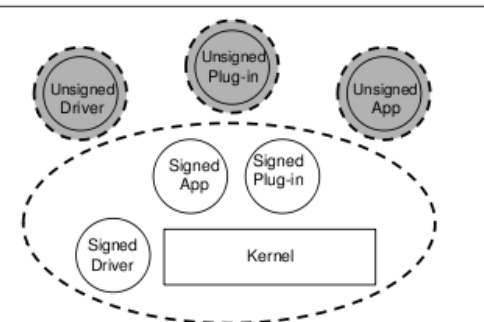 Unsigned
Driver
Unsigned
Plug-in
Unsigned
App
Signed
App
Signed
Plug-in
Signed
Driver
Kernel